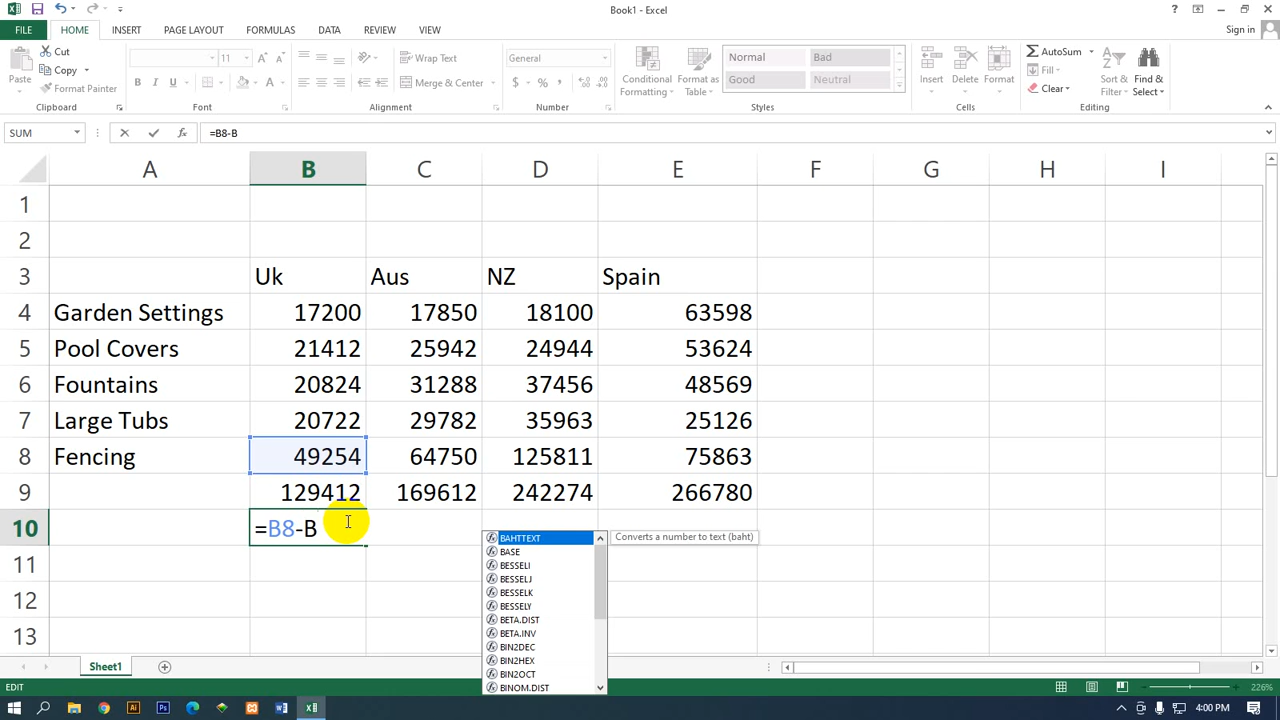 Book1 - Excel
FILE HOME INSERT PAGE LAYOUT FORMULAS DATA REVIEW VIEW Sign in
Paste Cut Copy Format Painter
Clipboard
11
Font
Wrap Text
Merge & Center
Alignment
General
$ % ,
Number
Conditional Formatting
Format as Table
Normal Bad
Good Neutral
Styles
Insert Delete Format
Cells
AutoSum
Fill
Clear
Sort & Filter
Find & Select
Editing
SUM =B8-B
A B C D E F G H I
1
2
3 Uk Aus NZ Spain
4 Garden Settings 17200 17850 18100 63598
5 Pool Covers 21412 25942 24944 53624
6 Fountains 20824 31288 37456 48569
7 Large Tubs 20722 29782 35963 25126
8 Fencing 49254 64750 125811 75863
9 129412 169612 242274 266780
10 =B8-B
11
12
13
BAHTTEXT Converts a number to text (baht)
BASE
BESSELI
BESSELJ
BESSELK
BESSELY
BETA.DIST
BETA.INV
BIN2DEC
BIN2HEX
BIN2OCT
BINOM.DIST
Sheet1
EDIT 226%
4:00 PM